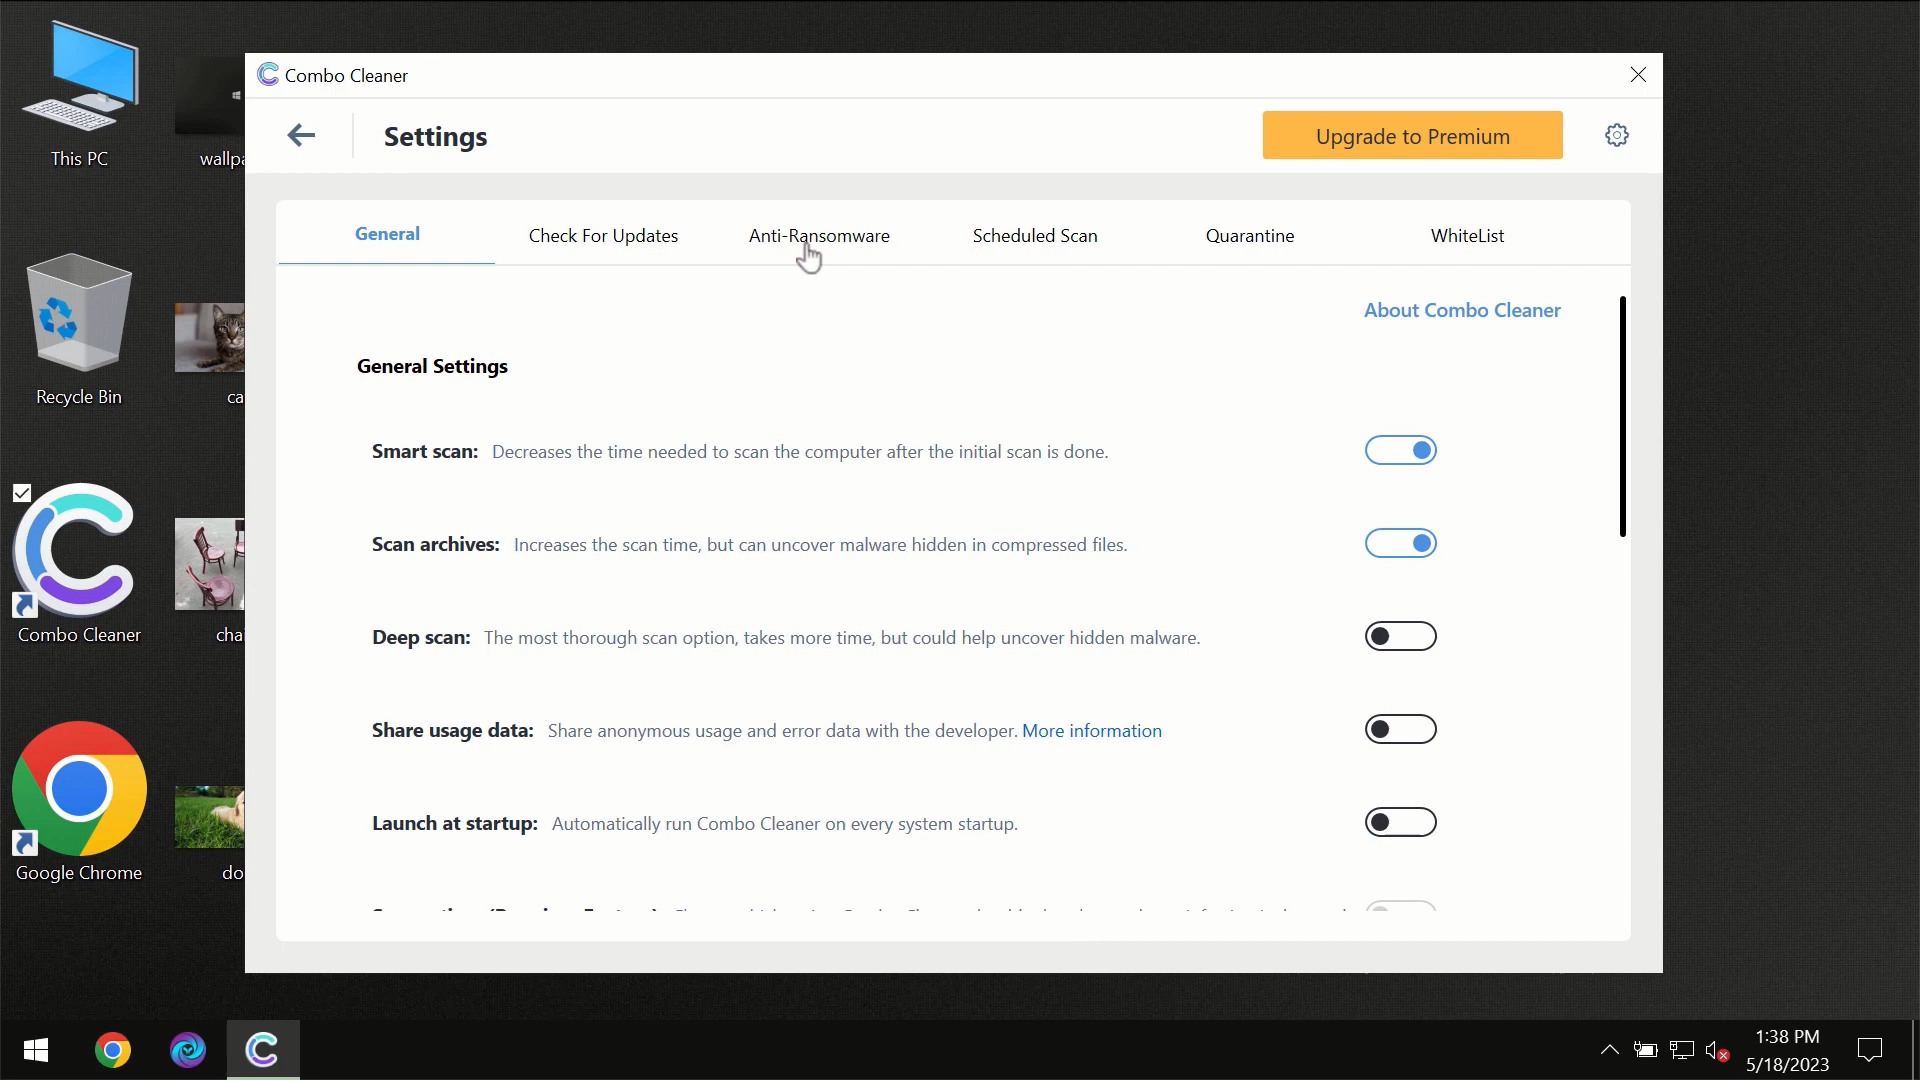 This PC
wallpa
Combo Cleaner
Settings
Upgrade to Premium
General
Check For Updates
Anti-Ransomware
Scheduled Scan
Quarantine
WhiteList
About Combo Cleaner
General Settings
Smart scan: Decreases the time needed to scan the computer after the initial scan is done.
Scan archives: Increases the scan time, but can uncover malware hidden in compressed files.
Deep scan: The most thorough scan option, takes more time, but could help uncover hidden malware.
Share usage data: Share anonymous usage and error data with the developer. More information
Launch at startup: Automatically run Combo Cleaner on every system startup.
Recycle Bin
ca
Combo Cleaner
chai
Google Chrome
do
1:38 PM
5/18/2023